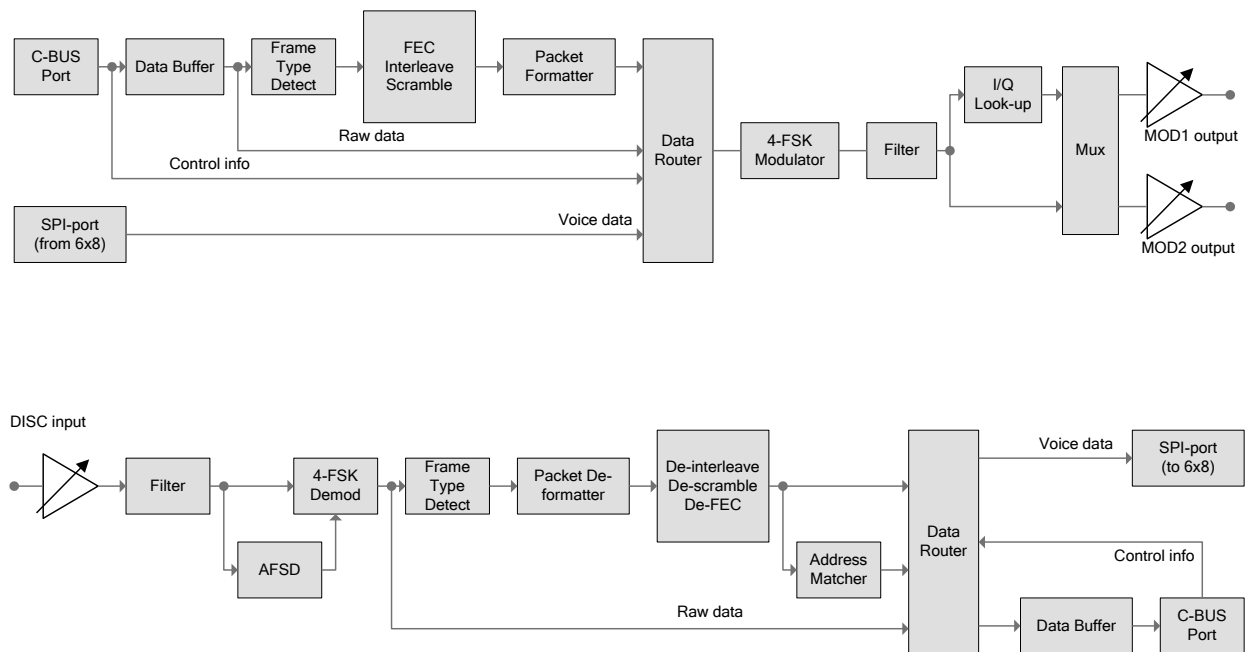 C-BUS
Port
Data Buffer
Frame
Type
Detect
FEC
Interleave
Scramble
Packet
Formatter
Raw data
Control info
SPI-port
(from 6x8)
Voice data
Data
Router
4-FSK
Modulator
Filter
I/Q
Look-up
Mux
MOD1 output
MOD2 output
DISC input
Filter
AFSD
4-FSK
Demod
Frame
Type
Detect
Packet De-
formatter
De-interleave
De-scramble
De-FEC
Address
Matcher
Raw data
Data
Router
Voice data
SPI-port
(to 6x8)
Control info
Data Buffer
C-BUS
Port